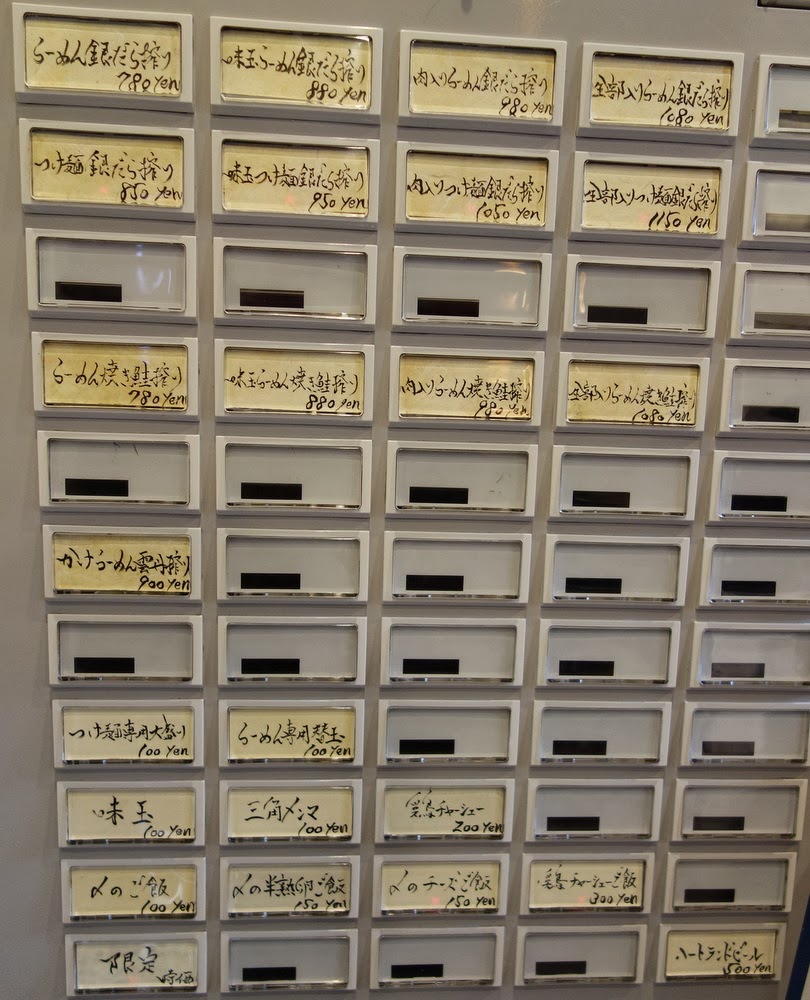 らーめん銀だら搾り
780yen
味玉らーめん銀だら搾り
880yen
肉入りらーめん銀だら搾り
980yen
全部入りらーめん銀だら搾り
1080yen
つけ麺銀だら搾り
850yen
味玉つけ麺銀だら搾り
950yen
肉入りつけ麺銀だら搾り
1050yen
全部入りつけ麺銀だら搾り
1150yen
らーめん焼き鮭搾り
780yen
味玉らーめん焼き鮭搾り
880yen
肉入りらーめん焼き鮭搾り
980yen
全部入りらーめん焼き鮭搾り
1080yen
かけらーめん雲丹搾り
900yen
つけ麺専用大盛り
100yen
らーめん専用替玉
100yen
味玉
100yen
三角メンマ
100yen
鶏チャーシュー
200yen
〆のご飯
100yen
〆の半熟卵ご飯
150yen
〆のチーズご飯
150yen
鶏チャーシューご飯
300yen
限定
時価
ハートランドビール
500yen